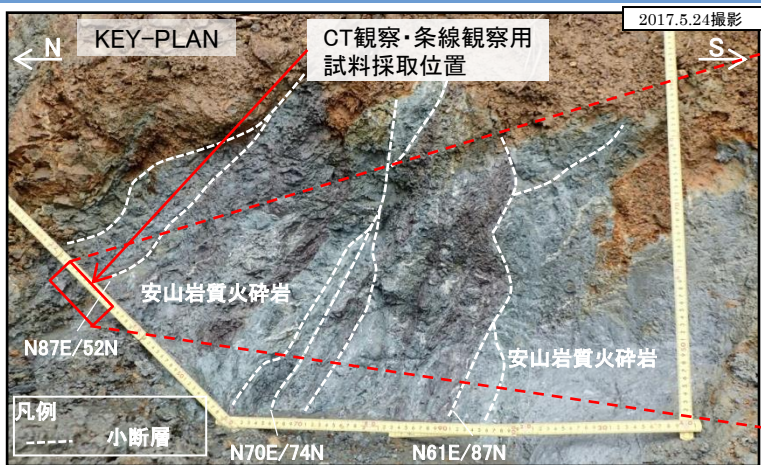 2017.5.24撮影
N
KEY-PLAN
CT観察・条線観察用
試料採取位置
S
安山岩質火砕岩
N87E/52N
安山岩質火砕岩
凡例
小断層
N70E/74N
N61E/87N